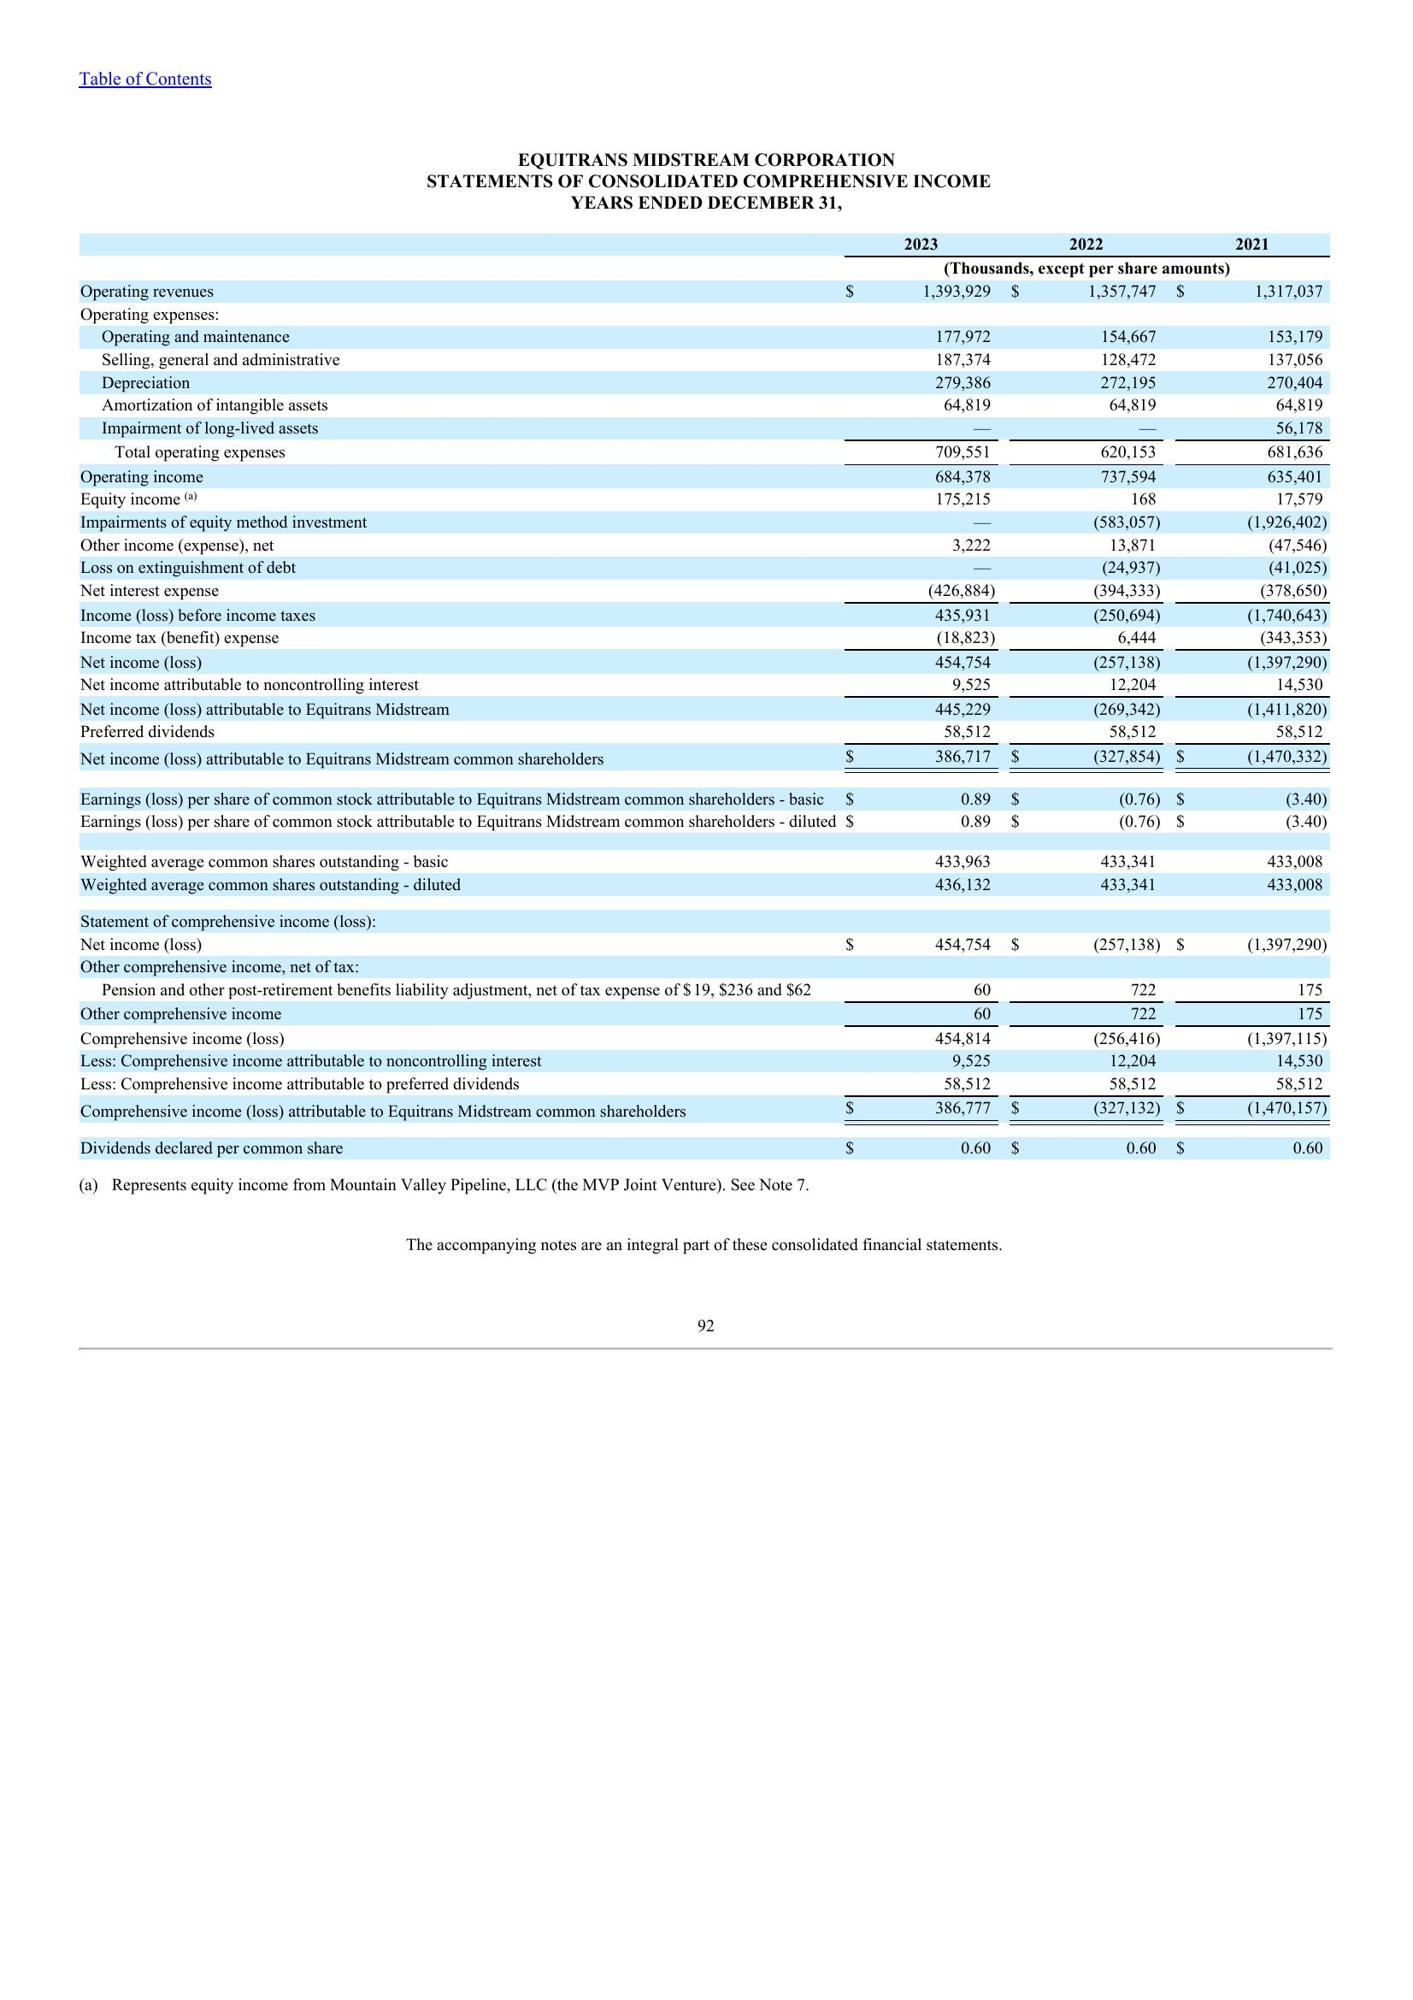 Table of Contents
EQUITRANS MIDSTREAM CORPORATION
STATEMENTS OF CONSOLIDATED COMPREHENSIVE INCOME
YEARS ENDED DECEMBER 31,
2023 2022 2021
(Thousands, except per share amounts)
Operating revenues $ 1,393,929 $ 1,357,747 $ 1,317,037
Operating expenses:
Operating and maintenance 177,972 154,667 153,179
Selling, general and administrative 187,374 128,472 137,056
Depreciation 279,386 272,195 270,404
Amortization of intangible assets 64,819 64,819 64,819
Impairment of long-lived assets — — 56,178
Total operating expenses 709,551 620,153 681,636
Operating income 684,378 737,594 635,401
Equity income (a) 175,215 168 17,579
Impairments of equity method investment — (583,057) (1,926,402)
Other income (expense), net 3,222 13,871 (47,546)
Loss on extinguishment of debt — (24,937) (41,025)
Net interest expense (426,884) (394,333) (378,650)
Income (loss) before income taxes 435,931 (250,694) (1,740,643)
Income tax (benefit) expense (18,823) 6,444 (343,353)
Net income (loss) 454,754 (257,138) (1,397,290)
Net income attributable to noncontrolling interest 9,525 12,204 14,530
Net income (loss) attributable to Equitrans Midstream 445,229 (269,342) (1,411,820)
Preferred dividends 58,512 58,512 58,512
Net income (loss) attributable to Equitrans Midstream common shareholders $ 386,717 $ (327,854) $ (1,470,332)
Earnings (loss) per share of common stock attributable to Equitrans Midstream common shareholders - basic $ 0.89 $ (0.76) $ (3.40)
Earnings (loss) per share of common stock attributable to Equitrans Midstream common shareholders - diluted $ 0.89 $ (0.76) $ (3.40)
Weighted average common shares outstanding - basic 433,963 433,341 433,008
Weighted average common shares outstanding - diluted 436,132 433,341 433,008
Statement of comprehensive income (loss):
Net income (loss) $ 454,754 $ (257,138) $ (1,397,290)
Other comprehensive income, net of tax:
Pension and other post-retirement benefits liability adjustment, net of tax expense of $19, $236 and $62 60 722 175
Other comprehensive income 60 722 175
Comprehensive income (loss) 454,814 (256,416) (1,397,115)
Less: Comprehensive income attributable to noncontrolling interest 9,525 12,204 14,530
Less: Comprehensive income attributable to preferred dividends 58,512 58,512 58,512
Comprehensive income (loss) attributable to Equitrans Midstream common shareholders $ 386,777 $ (327,132) $ (1,470,157)
Dividends declared per common share $ 0.60 $ 0.60 $ 0.60
(a) Represents equity income from Mountain Valley Pipeline, LLC (the MVP Joint Venture). See Note 7.
The accompanying notes are an integral part of these consolidated financial statements.
92